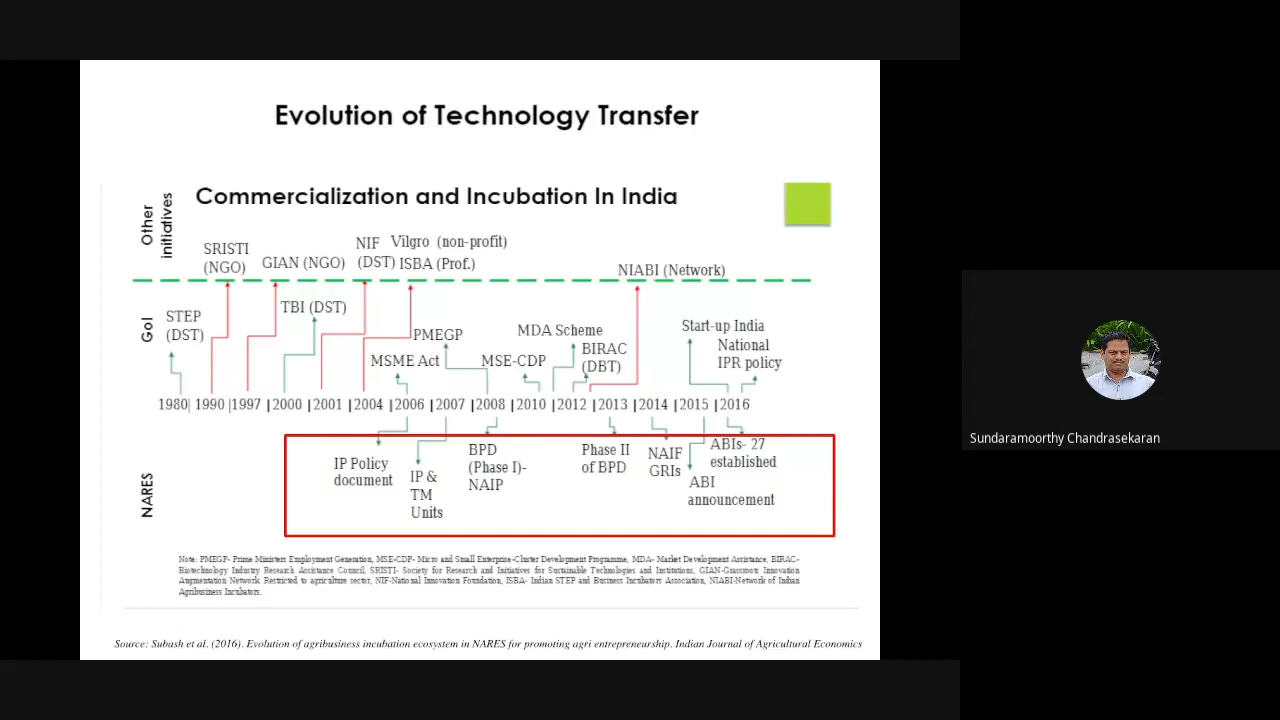 Evolution of Technology Transfer
Commercialization and Incubation In India
Other
initiatives
SRISTI
(NGO)
GIAN (NGO)
NIF
(DST)
Vilgro (non-profit)
ISBA (Prof.)
NIABI (Network)
GoI
STEP
(DST)
TBI (DST)
PMEGP
MSME Act
MSE-CDP
MDA Scheme
BIRAC
(DBT)
Start-up India
National
IPR policy
1980| 1990 |1997 |2000 |2001 |2004 |2006 |2007 |2008 |2010 |2012 |2013 |2014 |2015 |2016
NARES
IP Policy
document
IP &
TM
Units
BPD
(Phase I)-
NAIP
Phase II
of BPD
NAIF
GRIs
ABI
announcement
ABIs- 27
established
Note: PMEGP- Prime Ministers Employment Generation, MSE-CDP- Micro and Small Enterprise-Cluster Development Programme, MDA- Market Development Assistance, BIRAC-
Biotechnology Industry Research Assistance Council, SRISTI- Society for Research and Initiatives for Sustainable Technologies and Institutions, GIAN-Grassroot Innovation
Augmentation Network. Restricted to agriculture sector, NIF-National Innovation Foundation, ISBA- Indian STEP and Business Incubators Association, NIABI-Network of Indian
Agribusiness Incubators.
Source: Subash et al. (2016). Evolution of agribusiness incubation ecosystem in NARES for promoting agri entrepreneurship. Indian Journal of Agricultural Economics
Sundaramoorthy Chandrasekaran